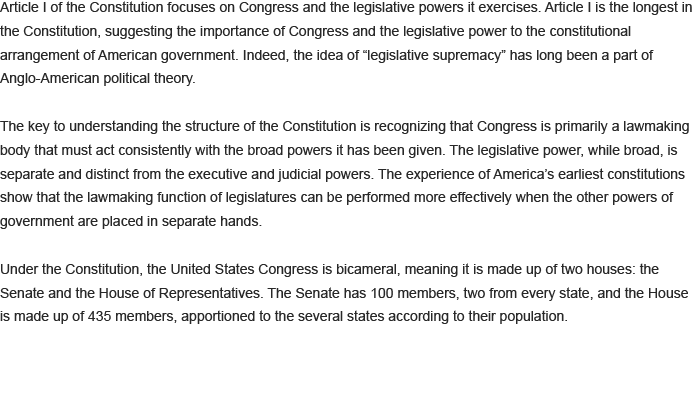 Article I of the Constitution focuses on Congress and the legislative powers it exercises. Article I is the longest in
the Constitution, suggesting the importance of Congress and the legislative power to the constitutional
arrangement of American government. Indeed, the idea of “legislative supremacy” has long been a part of
Anglo-American political theory.
The key to understanding the structure of the Constitution is recognizing that Congress is primarily a lawmaking
body that must act consistently with the broad powers it has been given. The legislative power, while broad, is
separate and distinct from the executive and judicial powers. The experience of America’s earliest constitutions
show that the lawmaking function of legislatures can be performed more effectively when the other powers of
government are placed in separate hands.
Under the Constitution, the United States Congress is bicameral, meaning it is made up of two houses: the
Senate and the House of Representatives. The Senate has 100 members, two from every state, and the House
is made up of 435 members, apportioned to the several states according to their population.